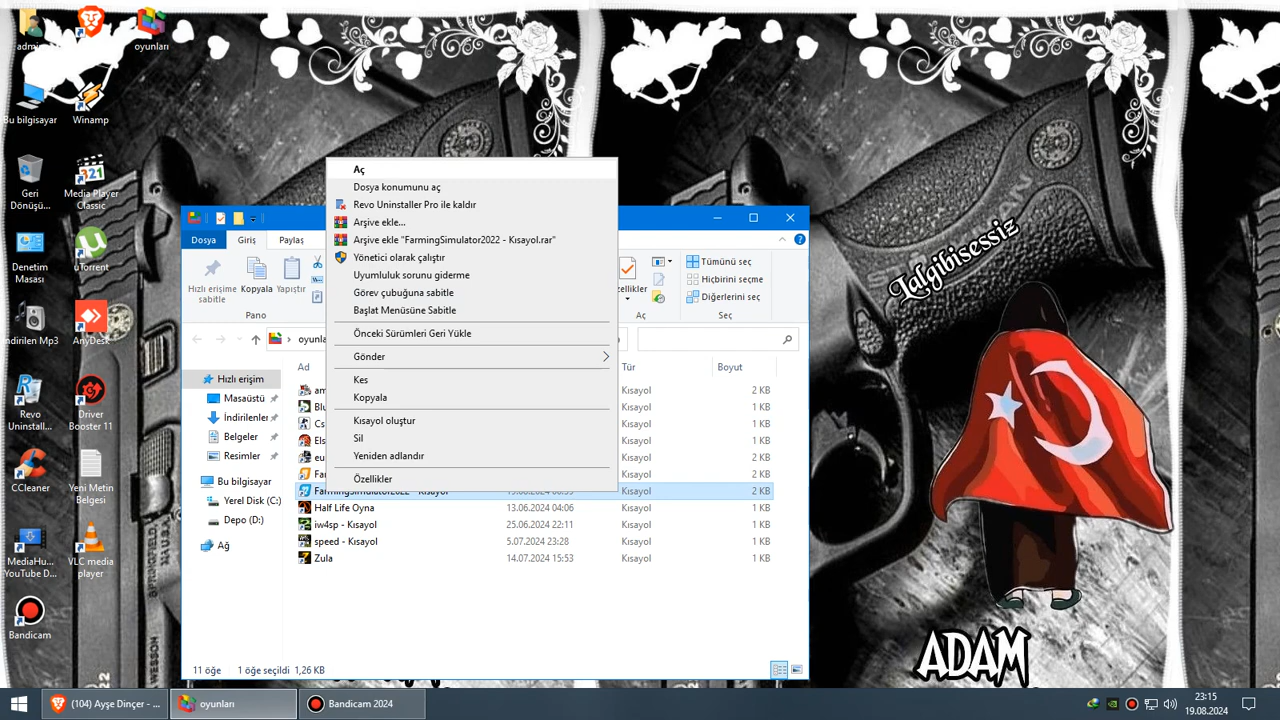 admin
oyunları
Bu bilgisayar
Winamp
Geri
Dönüşü...
Media Player
Classic
Denetim
Masası
uTorrent
İndirilen Mp3
AnyDesk
Revo
Uninstall...
Driver
Booster 11
CCleaner
Yeni Metin
Belgesi
MediaHu...
YouTube D...
VLC media
player
Bandicam
Dosya
Giriş
Paylaş
Hızlı erişime
sabitle
Kopyala
Yapıştır
Pano
Tümünü seç
Hiçbirini seçme
Diğerlerini seç
Aç
Seç
Aç
Dosya konumunu aç
Revo Uninstaller Pro ile kaldır
Arşive ekle...
Arşive ekle "FarmingSimulator2022 - Kısayol.rar"
Yönetici olarak çalıştır
Uyumluluk sorunu giderme
Görev çubuğuna sabitle
Başlat Menüsüne Sabitle
Önceki Sürümleri Geri Yükle
Gönder
Kes
Kopyala
Kısayol oluştur
Sil
Yeniden adlandır
Özellikler
Hızlı erişim
Masaüstü
İndirilenler
Belgeler
Resimler
Bu bilgisayar
Yerel Disk (C:)
Depo (D:)
Ağ
Ad
Tür
Boyut
Kısayol 2 KB
Kısayol 1 KB
Kısayol 1 KB
Kısayol 1 KB
Kısayol 2 KB
Kısayol 2 KB
FarmingSimulator2022 - Kısayol Kısayol 2 KB
Half Life Oyna 13.06.2024 04:06 Kısayol 1 KB
iw4sp - Kısayol 25.06.2024 22:11 Kısayol 1 KB
speed - Kısayol 5.07.2024 23:28 Kısayol 1 KB
Zula 14.07.2024 15:53 Kısayol 1 KB
11 öğe
1 öğe seçildi 1,26 KB
Lalgibisessiz
ADAM
(104) Ayşe Dinçer - ...
oyunları
Bandicam 2024
23:15
19.08.2024